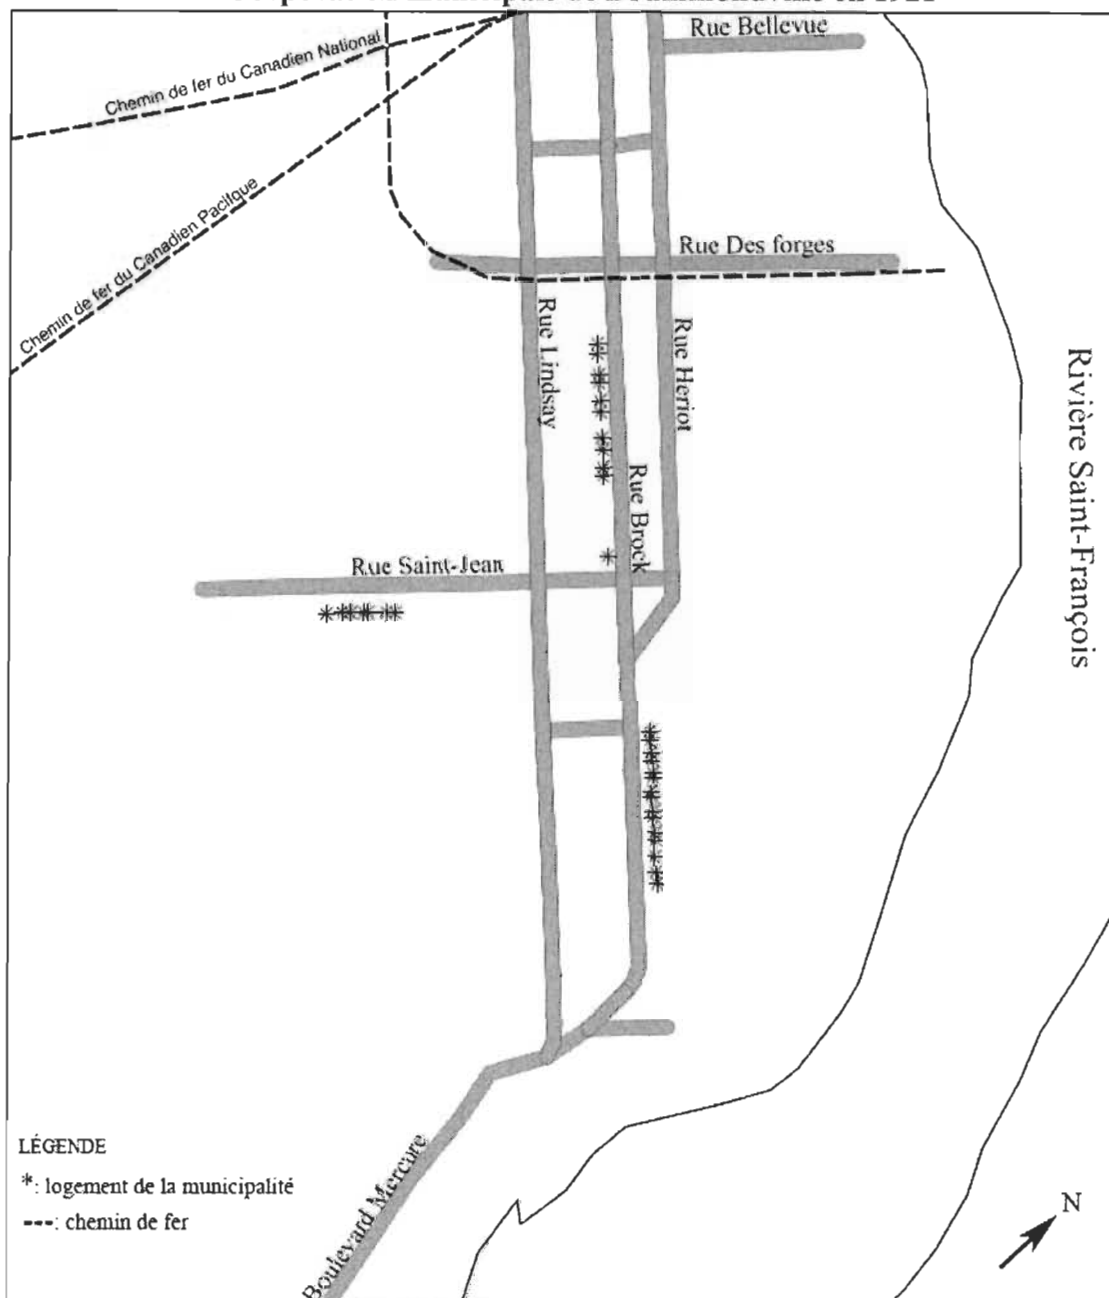 Rue Bellevue
Chemin de fer du Canadien National
Chemin de fer du Canadien Pacifque
Rue Des forges
Rue Lindsay
Rue Heriot
Rue Brock
Rivière Saint-François
Rue Saint-Jean
Boulevard Mercure
LÉGENDE
*: logement de la municipalité
---: chemin de fer
N